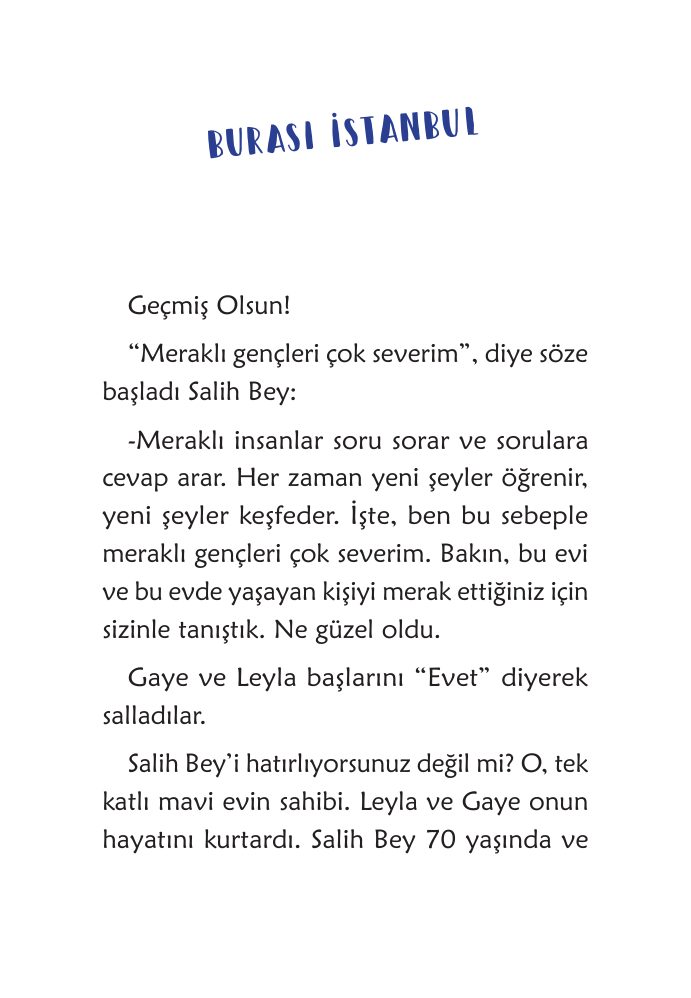 BURASI İSTANBUL
Geçmiş Olsun!
“Meraklı gençleri çok severim”, diye söze
başladı Salih Bey:
-Meraklı insanlar soru sorar ve sorulara
cevap arar. Her zaman yeni şeyler öğrenir,
yeni şeyler keşfeder. İşte, ben bu sebeple
meraklı gençleri çok severim. Bakın, bu evi
ve bu evde yaşayan kişiyi merak ettiğiniz için
sizinle tanıştık. Ne güzel oldu.
Gaye ve Leyla başlarını “Evet” diyerek
salladılar.
Salih Bey’i hatırlıyorsunuz değil mi? O, tek
katlı mavi evin sahibi. Leyla ve Gaye onun
hayatını kurtardı. Salih Bey 70 yaşında ve